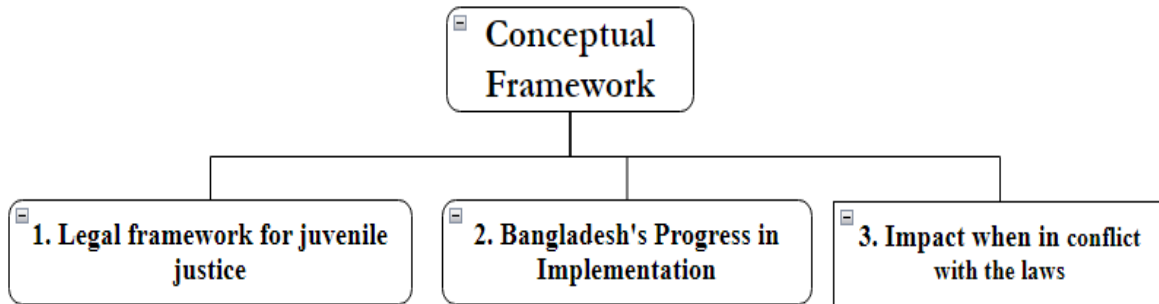 Conceptual
Framework
1. Legal framework for juvenile
justice
2. Bangladesh's Progress in
Implementation
3. Impact when in conflict
with the laws